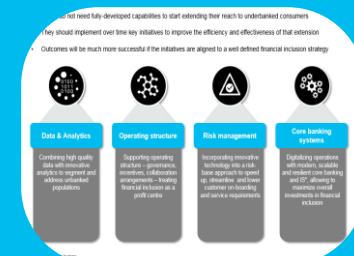 not need fully-developed capabilities to start extending their reach to underbanked consumers
They should implement over time key initiatives to improve the efficiency and effectiveness of that extension
Outcomes will be much more successful if the initiatives are aligned to a well defined financial inclusion strategy
Data & Analytics
Combining high quality
data with innovative
analytics to segment and
address unbanked
populations
Operating structure
Supporting operating
structure – governance,
incentives, collaboration
arrangements – treating
financial inclusion as a
profit centre
Risk management
Incorporating innovative
technology into a risk-
base approach to speed
up, streamline and lower
customer on-boarding
and service requirements
Core banking
systems
Digitalizing operations
with modern, scalable
and resilient core banking
and IS", allowing to
maximize overall
investments in financial
inclusion